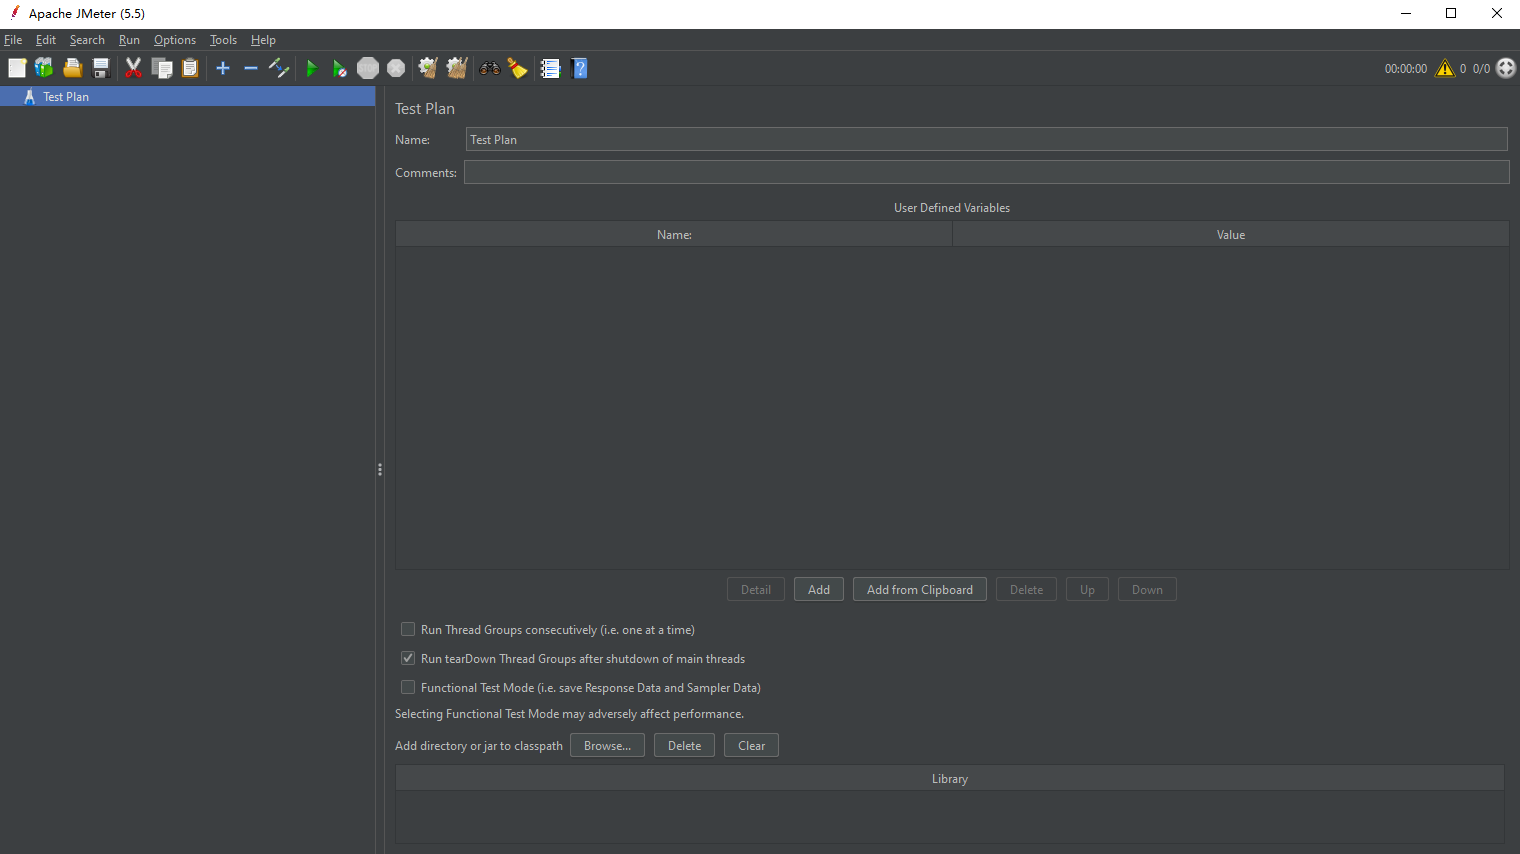 Apache JMeter (5.5)
File Edit Search Run Options Tools Help
00:00:00 0 0/0
Test Plan
Test Plan
Name: Test Plan
Comments:
User Defined Variables
Name: Value
Detail Add Add from Clipboard Delete Up Down
Run Thread Groups consecutively (i.e. one at a time)
Run tearDown Thread Groups after shutdown of main threads
Functional Test Mode (i.e. save Response Data and Sampler Data)
Selecting Functional Test Mode may adversely affect performance.
Add directory or jar to classpath Browse... Delete Clear
Library